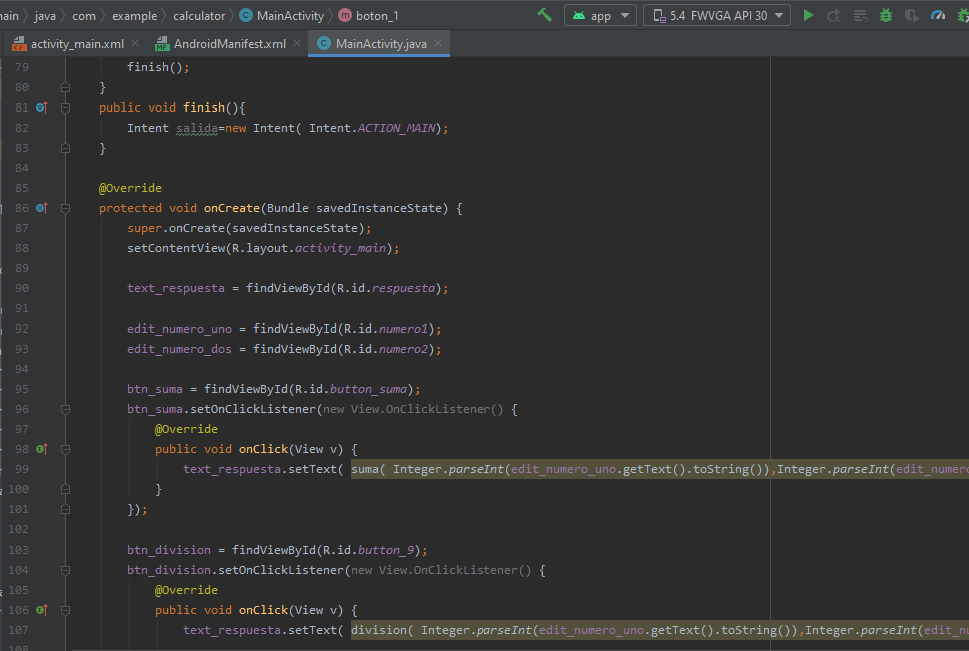 main java com example calculator MainActivity boton_1 app 5.4 FWVGA API 30
activity_main.xml AndroidManifest.xml MainActivity.java
79 finish();
80 }
81 public void finish(){
82 Intent salida=new Intent( Intent.ACTION_MAIN);
83 }
84
85 @Override
86 protected void onCreate(Bundle savedInstanceState) {
87 super.onCreate(savedInstanceState);
88 setContentView(R.layout.activity_main);
89
90 text_respuesta = findViewById(R.id.respuesta);
91
92 edit_numero_uno = findViewById(R.id.numero1);
93 edit_numero_dos = findViewById(R.id.numero2);
94
95 btn_suma = findViewById(R.id.button_suma);
96 btn_suma.setOnClickListener(new View.OnClickListener() {
97 @Override
98 public void onClick(View v) {
99 text_respuesta.setText( suma( Integer.parseInt(edit_numero_uno.getText().toString()),Integer.parseInt(edit_numero
100 }
101 });
102
103 btn_division = findViewById(R.id.button_9);
104 btn_division.setOnClickListener(new View.OnClickListener() {
105 @Override
106 public void onClick(View v) {
107 text_respuesta.setText( division( Integer.parseInt(edit_numero_uno.getText().toString()),Integer.parseInt(edit_nu
108